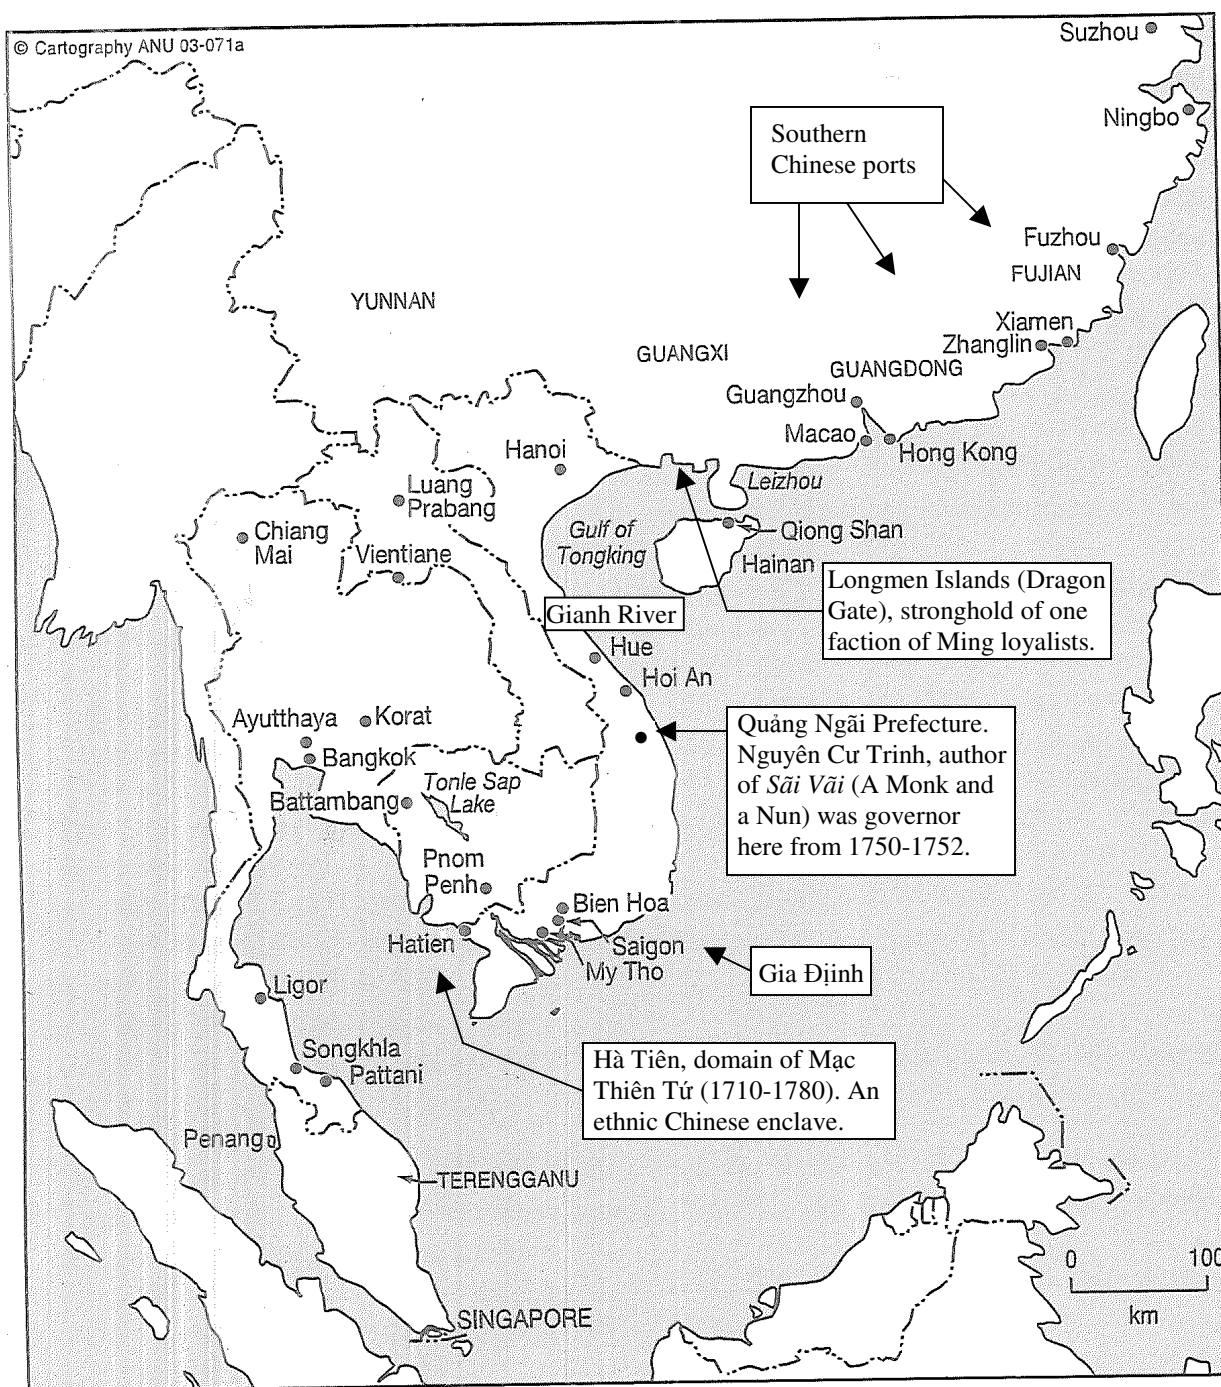 © Cartography ANU 03-071a
Suzhou
Ningbo
Southern
Chinese ports
Fuzhou
FUJIAN
YUNNAN
Xiamen
Zhanglin
GUANGXI
GUANGDONG
Guangzhou
Macao
Hong Kong
Hanoi
Leizhou
Luang
Prabang
Gulf of
Tongking
Qiong Shan
Chiang
Mai
Vientiane
Hainan
Longmen Islands (Dragon
Gate), stronghold of one
faction of Ming loyalists.
Gianh River
Hue
Hoi An
Ayutthaya
Korat
Bangkok
Quảng Ngãi Prefecture.
Nguyên Cư Trinh, author
of Sãi Vãi (A Monk and
a Nun) was governor
here from 1750-1752.
Tonle Sap
Lake
Battambang
Pnom
Penh
Bien Hoa
Hatien
Saigon
My Tho
Gia Địinh
Ligor
Songkhla
Pattani
Hà Tiên, domain of Mạc
Thiên Tứ (1710-1780). An
ethnic Chinese enclave.
Penang
TERENGGANU
0 100
km
SINGAPORE